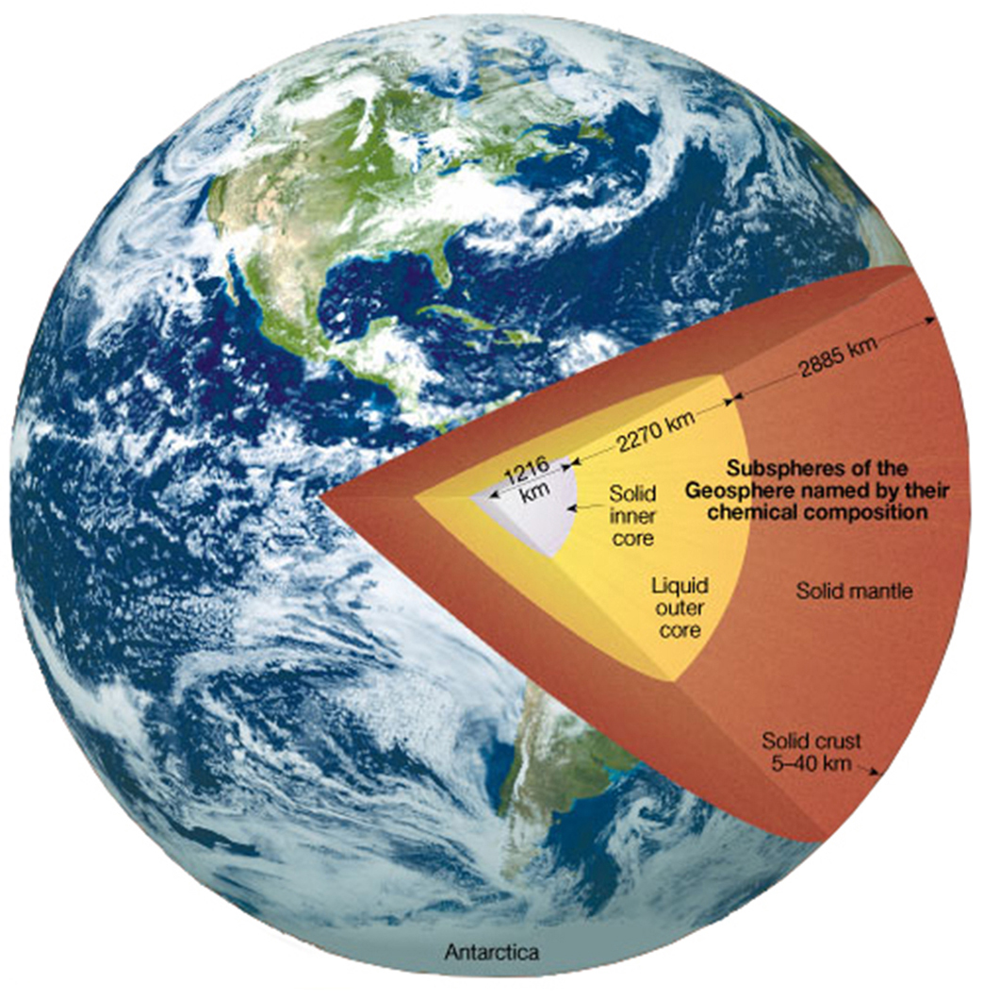 2885 km
2270 km
1216
km
Subspheres of the
Geosphere named by their
chemical composition
Solid
inner
core
Liquid
outer
core
Solid mantle
Solid crust
5–40 km
Antarctica